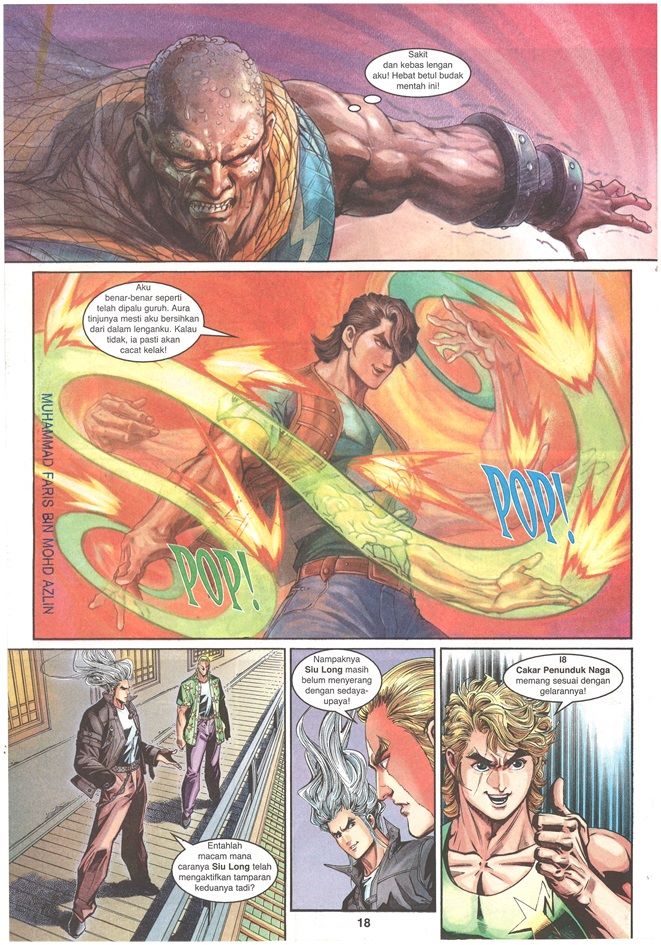 Sakit
dan kebas lengan
aku! Hebat betul budak
mentah ini!
Aku
benar-benar seperti
telah dipalu guruh. Aura
tinjunya mesti aku bersihkan
dari dalam lenganku. Kalau
tidak, ia pasti akan
cacat kelak!
MUHAMMAD FARIS BIN MOHD AZLIN
POP!
POP!
Entahlah
macam mana
caranya Siu Long telah
mengaktifkan tamparan
keduanya tadi?
Nampaknya
Siu Long masih
belum menyerang
dengan sedaya-
upaya!
I8
Cakar Penunduk Naga
memang sesuai dengan
gelarannya!
18